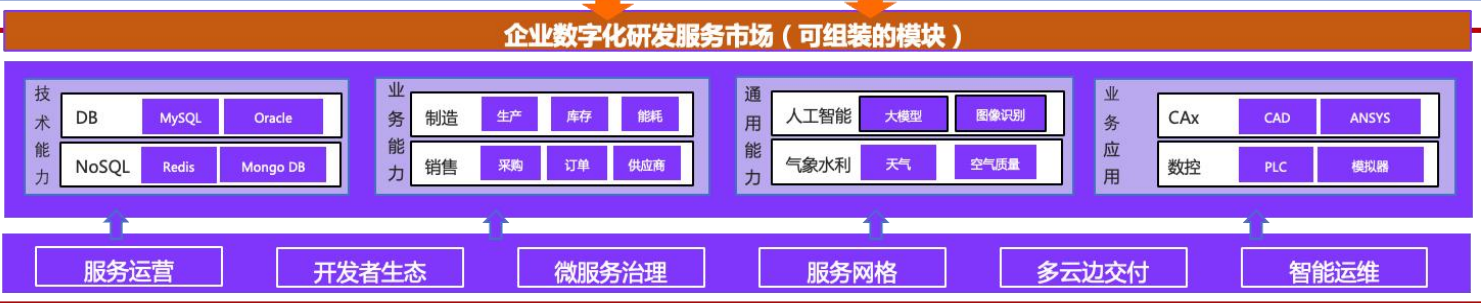 企业数字化研发服务市场（可组装的模块）
技术能力
DB MySQL Oracle
NoSQL Redis Mongo DB
业务能力
制造 生产 库存 能耗
销售 采购 订单 供应商
通用能力
人工智能 大模型 图像识别
气象水利 天气 空气质量
业务应用
CAx CAD ANSYS
数控 PLC 模拟器
服务运营 开发者生态 微服务治理 服务网格 多云边交付 智能运维